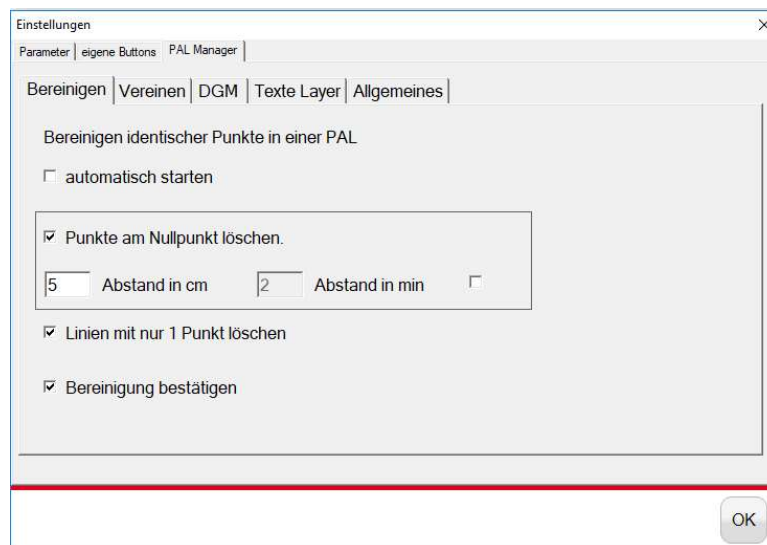 Einstellungen
Parameter eigene Buttons PAL Manager
Bereinigen Vereinen DGM Texte Layer Allgemeines
Bereinigen identischer Punkte in einer PAL
automatisch starten
Punkte am Nullpunkt löschen.
5 Abstand in cm 2 Abstand in min
Linien mit nur 1 Punkt löschen
Bereinigung bestätigen
OK